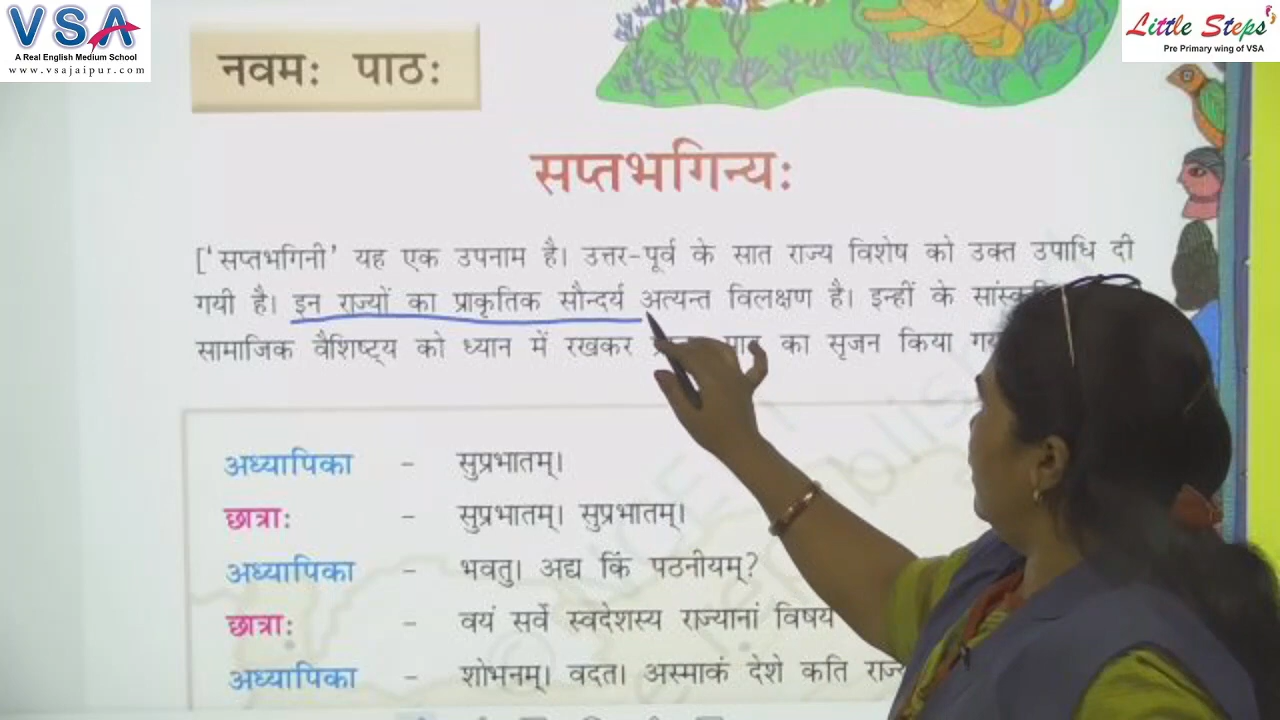 VSA
A Real English Medium School
www.vsajaipur.com
Little Steps
Pre Primary wing of VSA
नवमः पाठः
सप्तभगिन्यः
['सप्तभगिनी' यह एक उपनाम है। उत्तर-पूर्व के सात राज्य विशेष को उक्त उपाधि दी
गयी है। इन राज्यों का प्राकृतिक सौन्दर्य अत्यन्त विलक्षण है। इन्हीं के
सामाजिक वैशिष्ट्य को ध्यान में रखकर का सृजन किया
अध्यापिका - सुप्रभातम्।
छात्राः - सुप्रभातम्। सुप्रभातम्।
अध्यापिका - भवतु। अद्य किं पठनीयम्?
छात्राः - वयं सर्वे स्वदेशस्य राज्यानां
अध्यापिका - शोभनम्। वदत। अस्माकं देशे कति